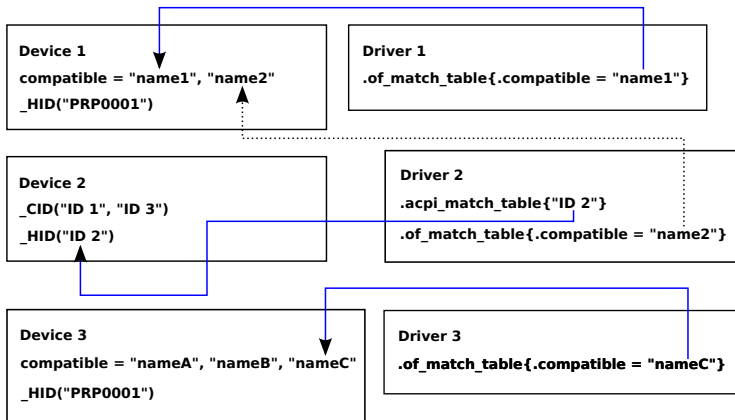 Device 1
compatible = "name1", "name2"
_HID("PRP0001")
Driver 1
.of_match_table{.compatible = "name1"}
Device 2
_CID("ID 1", "ID 3")
_HID("ID 2")
Driver 2
.acpi_match_table{"ID 2"}
.of_match_table{.compatible = "name2"}
Device 3
compatible = "nameA", "nameB", "nameC"
_HID("PRP0001")
Driver 3
.of_match_table{.compatible = "nameC"}